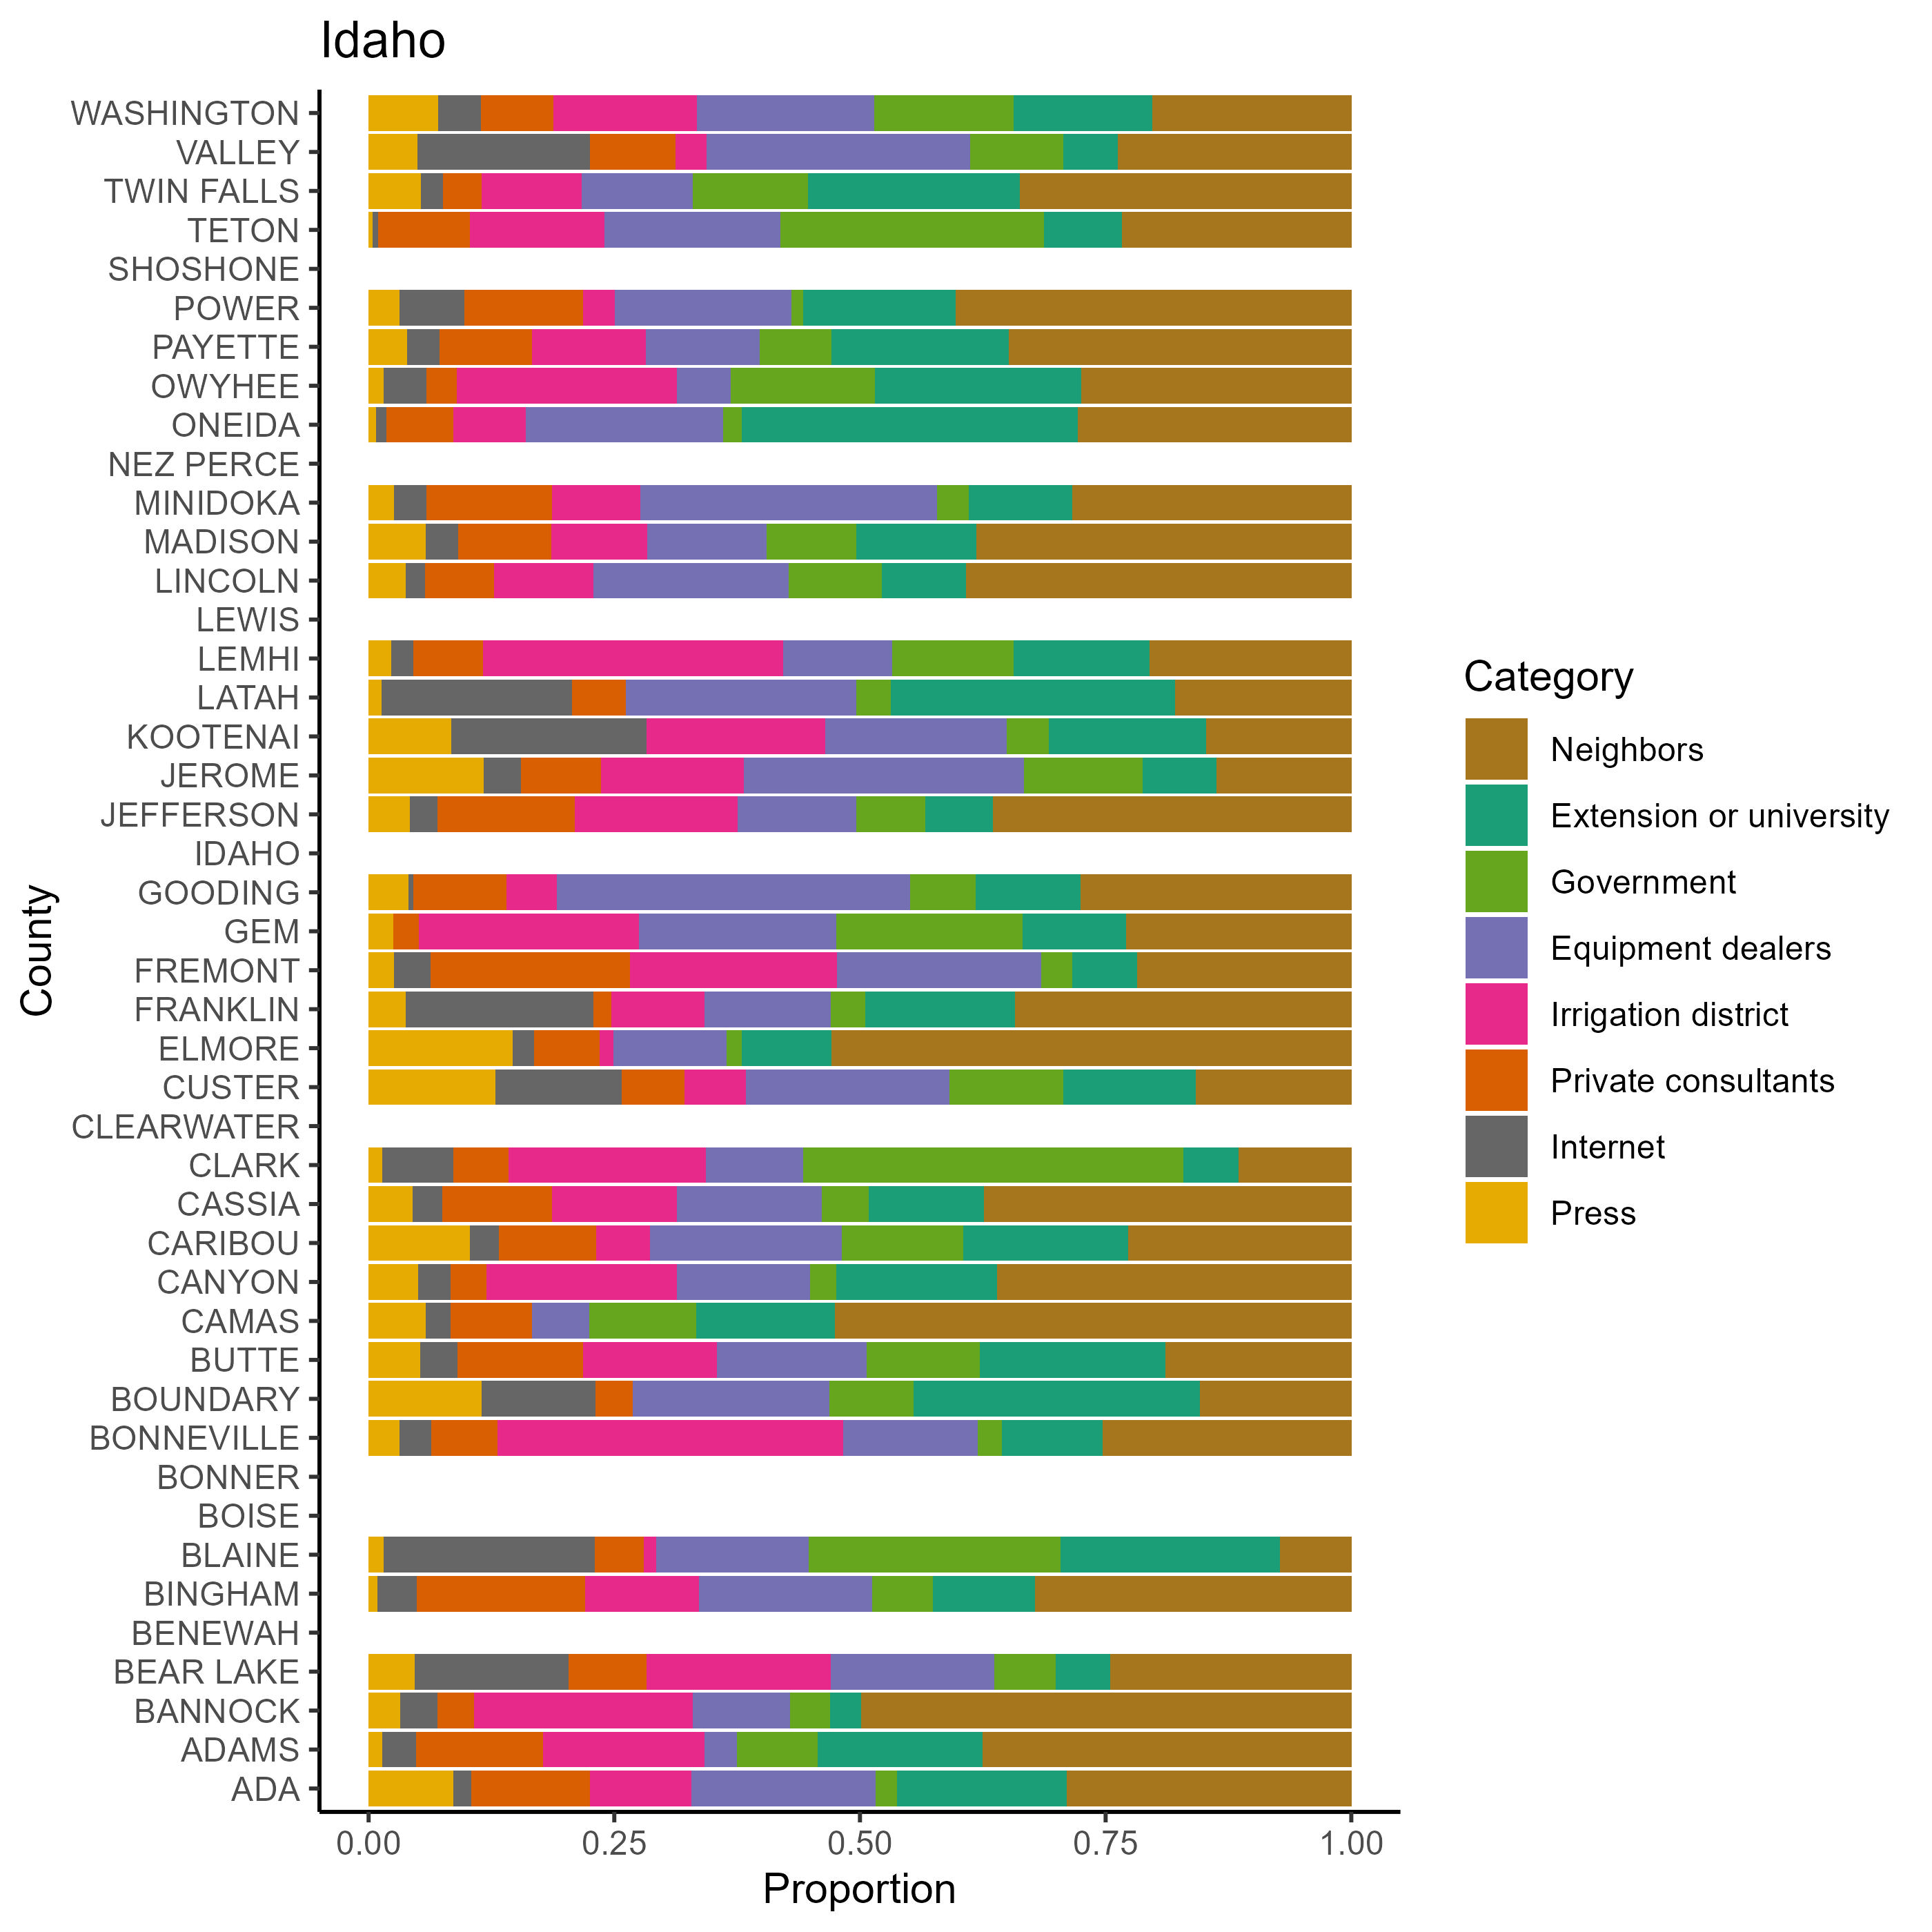 Idaho
WASHINGTON
VALLEY
TWIN FALLS
TETON
SHOSHONE
POWER
PAYETTE
OWYHEE
ONEIDA
NEZ PERCE
MINIDOKA
MADISON
LINCOLN
LEWIS
LEMHI
LATAH
KOOTENAI
JEROME
JEFFERSON
IDAHO
GOODING
GEM
FREMONT
FRANKLIN
ELMORE
CUSTER
CLEARWATER
CLARK
CASSIA
CARIBOU
CANYON
CAMAS
BUTTE
BOUNDARY
BONNEVILLE
BONNER
BOISE
BLAINE
BINGHAM
BENEWAH
BEAR LAKE
BANNOCK
ADAMS
ADA
County
0.00 0.25 0.50 0.75 1.00
Proportion
Category
Neighbors
Extension or university
Government
Equipment dealers
Irrigation district
Private consultants
Internet
Press